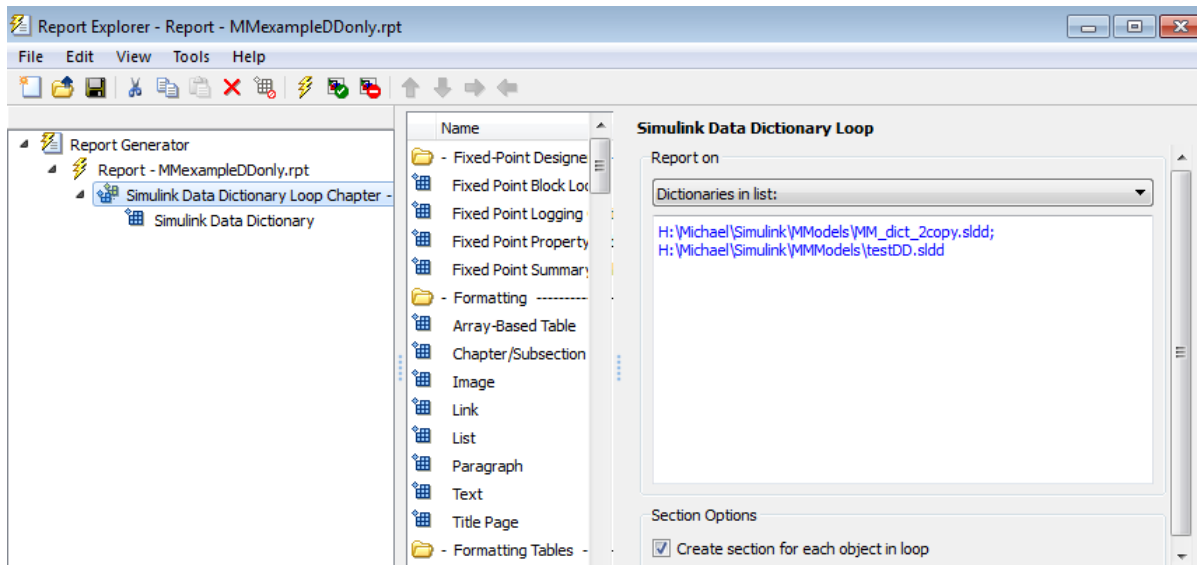 Report Explorer - Report - MMexampleDDonly.rpt
File Edit View Tools Help
Report Generator
Report - MMexampleDDonly.rpt
Simulink Data Dictionary Loop Chapter -
Simulink Data Dictionary
Name
- Fixed-Point Designe
Fixed Point Block Loo
Fixed Point Logging
Fixed Point Property
Fixed Point Summary
- Formatting ----------
Array-Based Table
Chapter/Subsection
Image
Link
List
Paragraph
Text
Title Page
- Formatting Tables -
Simulink Data Dictionary Loop
Report on
Dictionaries in list:
H:\Michael\Simulink\MModels\MM_dict_2copy.sldd;
H:\Michael\Simulink\MMModels\testDD.sldd
Section Options
Create section for each object in loop